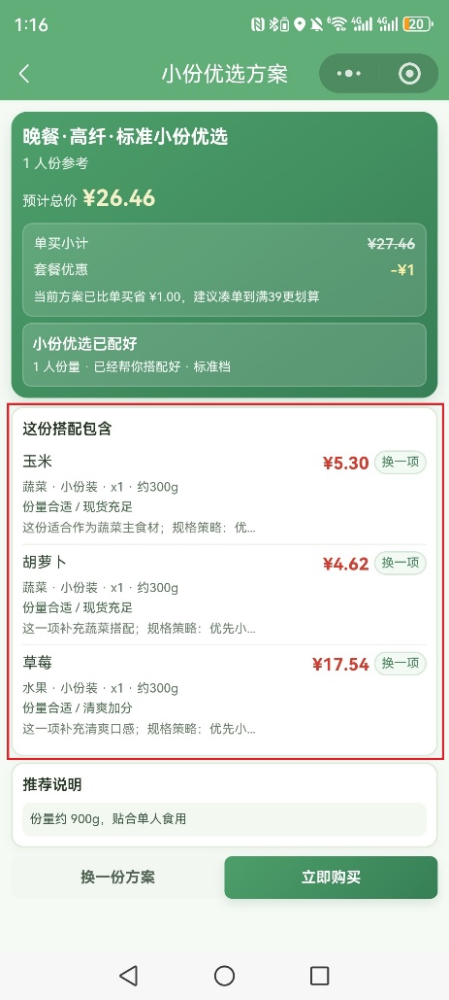 1:16
6
4G
4G
20
小份优选方案
晚餐·高纤·标准小份优选
1 人份参考
预计总价 ¥26.46
单买小计 ¥27.46
套餐优惠 -¥1
当前方案已比单买省 ¥1.00，建议凑单到满39更划算
小份优选已配好
1 人份量 · 已经帮你搭配好 · 标准档
这份搭配包含
玉米 ¥5.30 换一项
蔬菜 · 小份装 · x1 · 约300g
份量合适 / 现货充足
这份适合作为蔬菜主食材；规格策略：优...
胡萝卜 ¥4.62 换一项
蔬菜 · 小份装 · x1 · 约300g
份量合适 / 现货充足
这一项补充蔬菜搭配；规格策略：优先小...
草莓 ¥17.54 换一项
水果 · 小份装 · x1 · 约300g
份量合适 / 清爽加分
这一项补充清爽口感；规格策略：优先小...
推荐说明
份量约 900g，贴合单人食用
换一份方案 立即购买